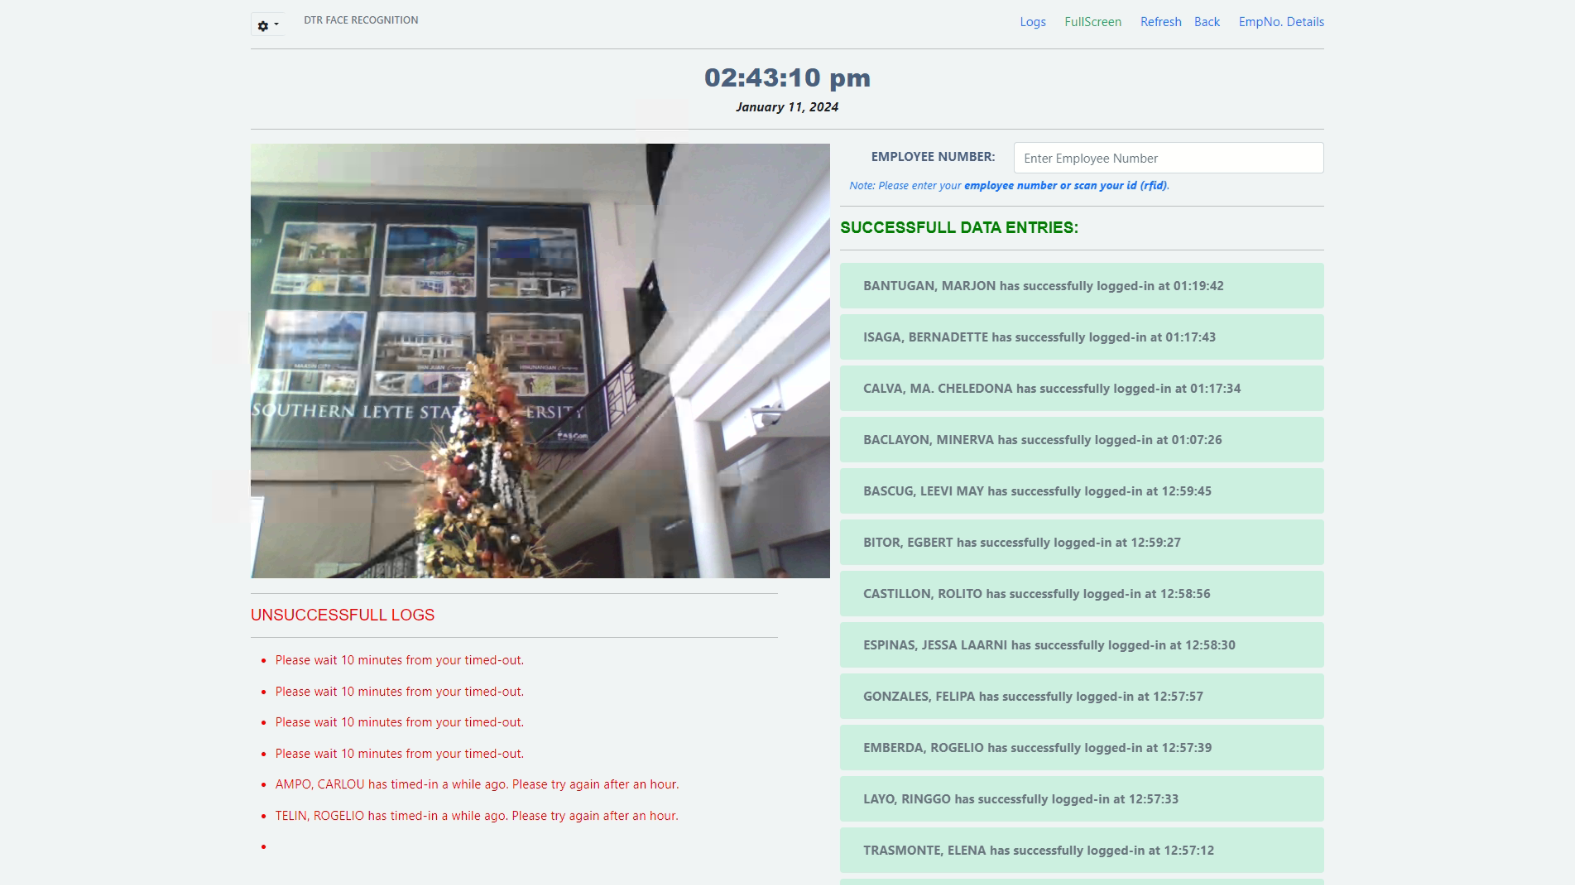 DTR FACE RECOGNITION
Logs FullScreen Refresh Back EmpNo. Details
02:43:10 pm
January 11, 2024
SOUTHERN LEYTE STATE UNIVERSITY
EMPLOYEE NUMBER: Enter Employee Number
Note: Please enter your employee number or scan your id (rfid).
SUCCESSFULL DATA ENTRIES:
BANTUGAN, MARJON has successfully logged-in at 01:19:42
ISAGA, BERNADETTE has successfully logged-in at 01:17:43
CALVA, MA. CHELEDONA has successfully logged-in at 01:17:34
BACLAYON, MINERVA has successfully logged-in at 01:07:26
BASCUG, LEEVI MAY has successfully logged-in at 12:59:45
BITOR, EGBERT has successfully logged-in at 12:59:27
CASTILLON, ROLITO has successfully logged-in at 12:58:56
ESPINAS, JESSA LAARNI has successfully logged-in at 12:58:30
GONZALES, FELIPA has successfully logged-in at 12:57:57
EMBERDA, ROGELIO has successfully logged-in at 12:57:39
LAYO, RINGGO has successfully logged-in at 12:57:33
TRASMONTE, ELENA has successfully logged-in at 12:57:12
UNSUCCESSFULL LOGS
Please wait 10 minutes from your timed-out.
Please wait 10 minutes from your timed-out.
Please wait 10 minutes from your timed-out.
Please wait 10 minutes from your timed-out.
AMPO, CARLOU has timed-in a while ago. Please try again after an hour.
TELIN, ROGELIO has timed-in a while ago. Please try again after an hour.